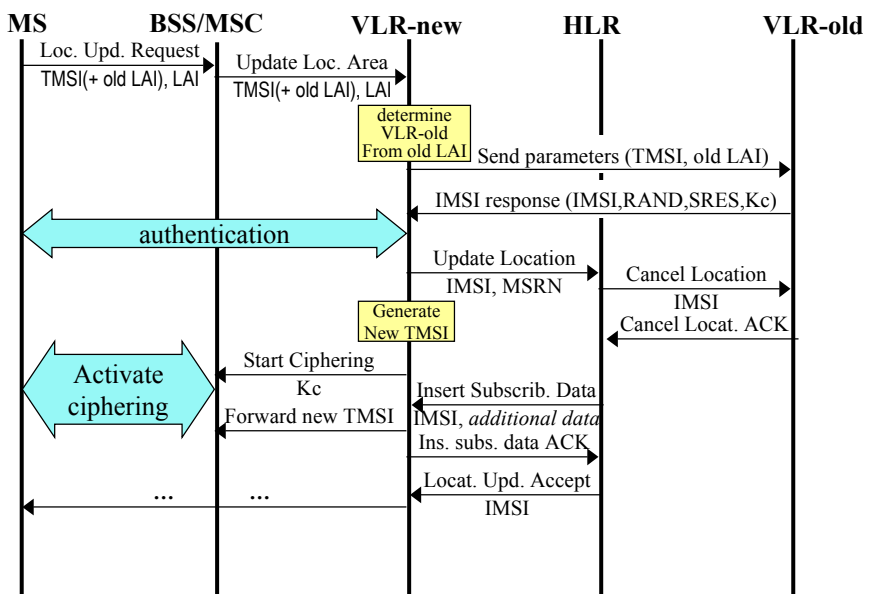 MS BSS/MSC VLR-new HLR VLR-old
Loc. Upd. Request
TMSI(+ old LAI), LAI
Update Loc. Area
TMSI(+ old LAI), LAI
determine
VLR-old
From old LAI
Send parameters (TMSI, old LAI)
IMSI response (IMSI,RAND,SRES,Kc)
authentication
Update Location
IMSI, MSRN
Cancel Location
IMSI
Generate
New TMSI
Cancel Locat. ACK
Start Ciphering
Kc
Activate
ciphering
Insert Subscrib. Data
IMSI, additional data
Forward new TMSI
Ins. subs. data ACK
Locat. Upd. Accept
IMSI
... ...